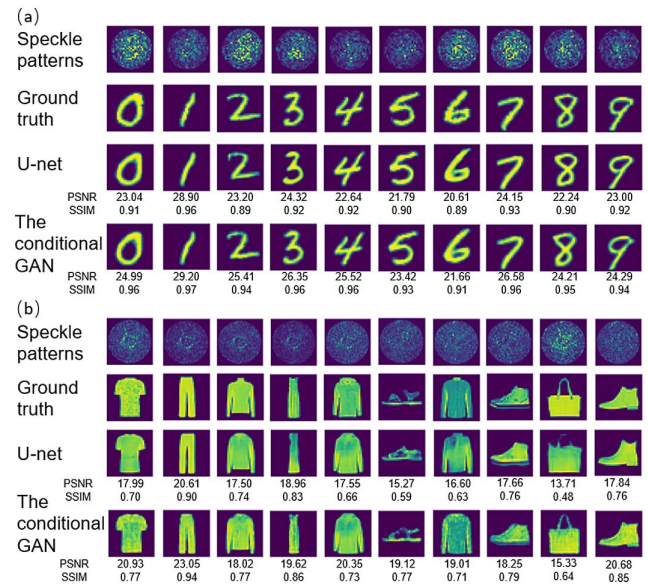 (a)
Speckle
patterns
Ground
truth
U-net
PSNR 23.04 28.90 23.20 24.32 22.64 21.79 20.61 24.15 22.24 23.00
SSIM 0.91 0.96 0.89 0.92 0.92 0.90 0.89 0.93 0.90 0.92
The
conditional
GAN
PSNR 24.99 29.20 25.41 26.35 25.52 23.42 21.66 26.58 24.21 24.29
SSIM 0.96 0.97 0.94 0.96 0.96 0.93 0.91 0.96 0.95 0.94
(b)
Speckle
patterns
Ground
truth
U-net
PSNR 17.99 20.61 17.50 18.96 17.55 15.27 16.60 17.66 13.71 17.84
SSIM 0.70 0.90 0.74 0.83 0.66 0.59 0.63 0.76 0.48 0.76
The
conditional
GAN
PSNR 20.93 23.05 18.02 19.62 20.35 19.12 19.01 18.25 15.33 20.68
SSIM 0.77 0.94 0.77 0.86 0.73 0.77 0.71 0.79 0.64 0.85